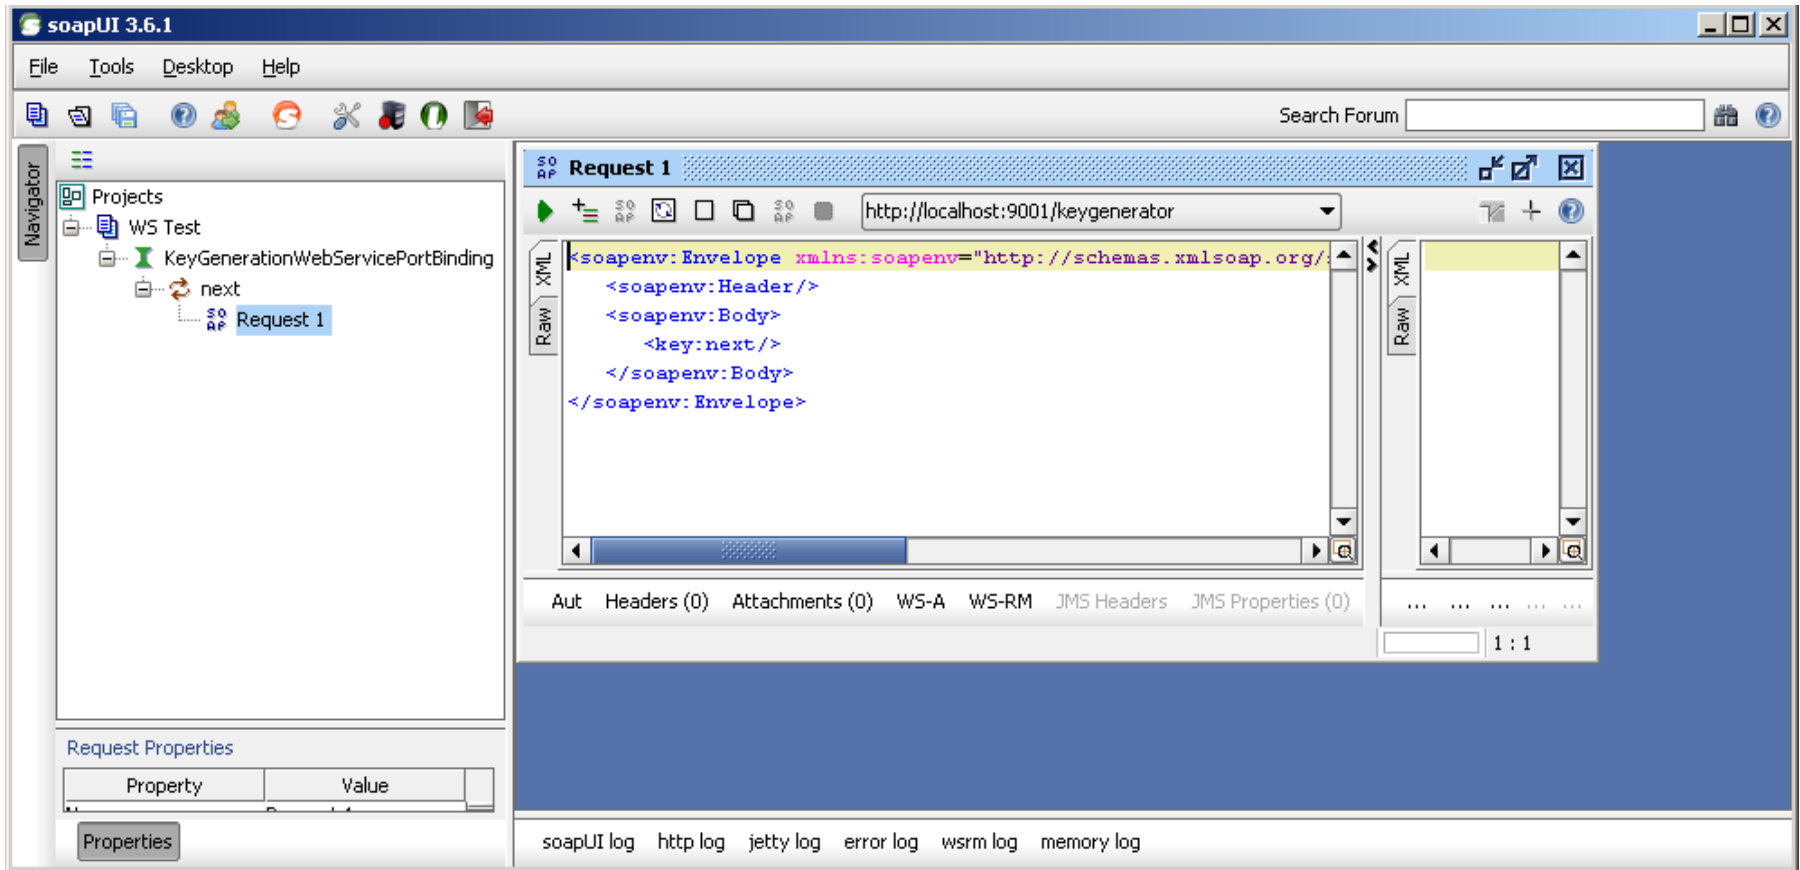 soapUI 3.6.1
File Tools Desktop Help
Search Forum
Navigator
Projects
WS Test
KeyGenerationWebServicePortBinding
next
Request 1
Request 1
http://localhost:9001/keygenerator
XML
Raw
<soapenv:Envelope xmlns:soapenv="http://schemas.xmlsoap.org/
<soapenv:Header/>
<soapenv:Body>
<key:next/>
</soapenv:Body>
</soapenv:Envelope>
XML
Raw
Aut Headers (0) Attachments (0) WS-A WS-RM JMS Headers JMS Properties (0)
... ... ... ... ...
1 : 1
Request Properties
Property Value
Properties
soapUI log http log jetty log error log wsrm log memory log